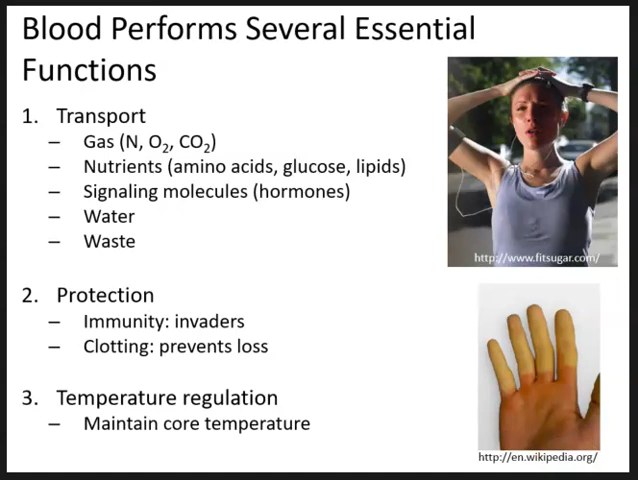 Blood Performs Several Essential
Functions
1. Transport
– Gas (N, O₂, CO₂)
– Nutrients (amino acids, glucose, lipids)
– Signaling molecules (hormones)
– Water
– Waste
http://www.fitsugar.com/
2. Protection
– Immunity: invaders
– Clotting: prevents loss
3. Temperature regulation
– Maintain core temperature
http://en.wikipedia.org/